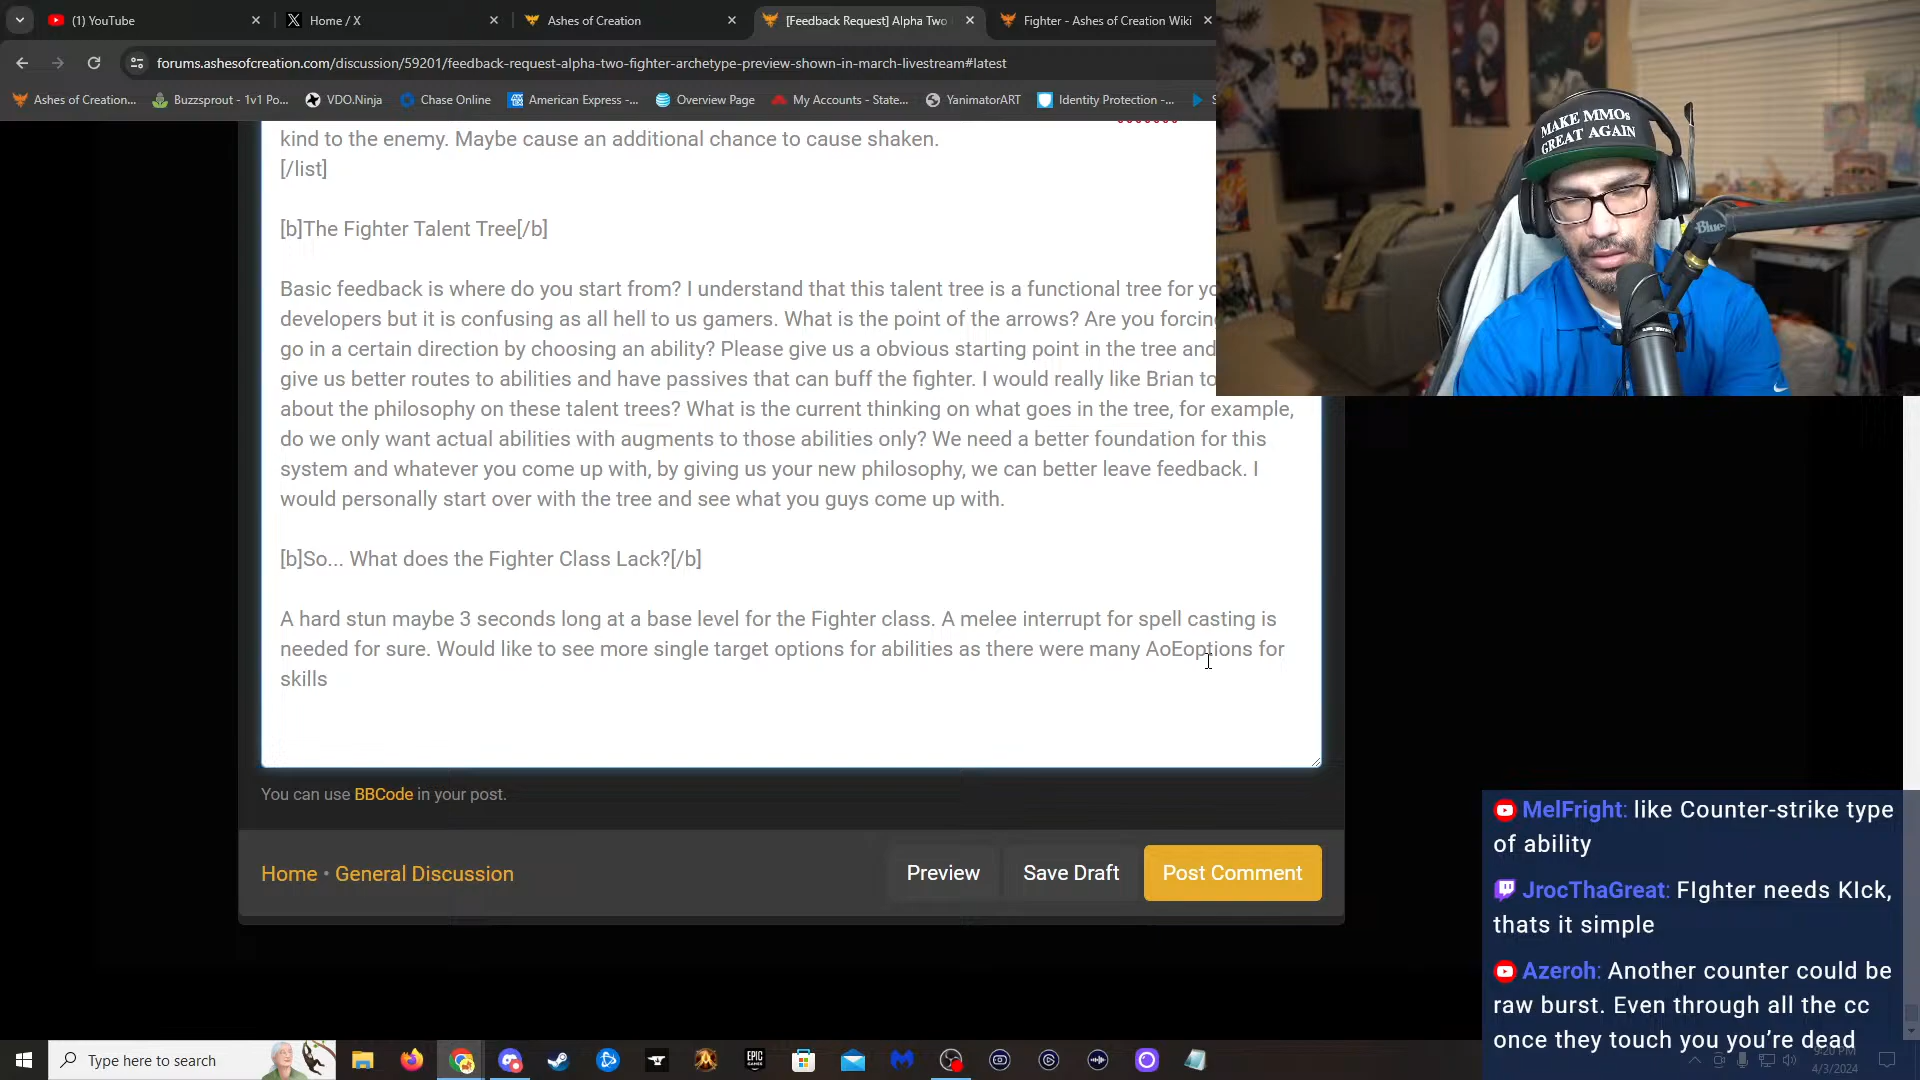 (1) YouTube
Home / X
Ashes of Creation
[Feedback Request] Alpha Two
Fighter - Ashes of Creation Wiki
forums.ashesofcreation.com/discussion/59201/feedback-request-alpha-two-fighter-archetype-preview-shown-in-march-livestream#latest
Ashes of Creation...
Buzzsprout - 1v1 Po...
VDO.Ninja
Chase Online
American Express -...
Overview Page
My Accounts - State...
YanimatorART
Identity Protection -...
MAKE MMOs
GREAT AGAIN
Blue
kind to the enemy. Maybe cause an additional chance to cause shaken.
[/list]
[b]The Fighter Talent Tree[/b]
Basic feedback is where do you start from? I understand that this talent tree is a functional tree for yo
developers but it is confusing as all hell to us gamers. What is the point of the arrows? Are you forcing
go in a certain direction by choosing an ability? Please give us a obvious starting point in the tree and
give us better routes to abilities and have passives that can buff the fighter. I would really like Brian to
about the philosophy on these talent trees? What is the current thinking on what goes in the tree, for example,
do we only want actual abilities with augments to those abilities only? We need a better foundation for this
system and whatever you come up with, by giving us your new philosophy, we can better leave feedback. I
would personally start over with the tree and see what you guys come up with.
[b]So... What does the Fighter Class Lack?[/b]
A hard stun maybe 3 seconds long at a base level for the Fighter class. A melee interrupt for spell casting is
needed for sure. Would like to see more single target options for abilities as there were many AoEoptions for
skills
You can use BBCode in your post.
Home • General Discussion
Preview
Save Draft
Post Comment
MelFright: like Counter-strike type
of ability
JrocThaGreat: FIghter needs KIck,
thats it simple
Azeroh: Another counter could be
raw burst. Even through all the cc
once they touch you you're dead
Type here to search
EPIC
GAMES
9:20 PM
4/3/2024